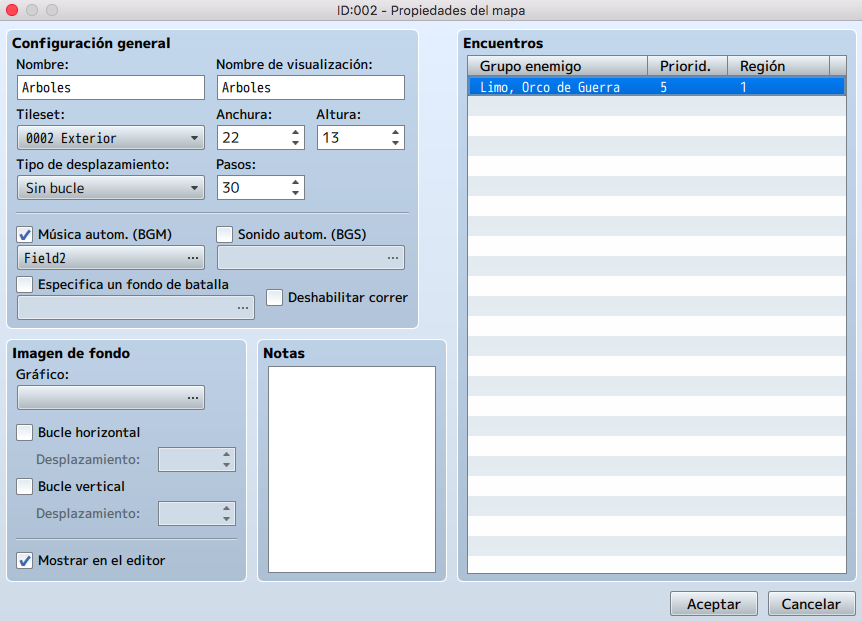 ID:002 - Propiedades del mapa
Configuración general
Nombre:
Nombre de visualización:
Arboles
Arboles
Tileset:
Anchura:
Altura:
0002 Exterior
22
13
Tipo de desplazamiento:
Pasos:
Sin bucle
30
Música autom. (BGM)
Sonido autom. (BGS)
Field2
...
...
Especifica un fondo de batalla
...
Deshabilitar correr
Imagen de fondo
Gráfico:
...
Bucle horizontal
Desplazamiento:
Bucle vertical
Desplazamiento:
Mostrar en el editor
Notas
Encuentros
Grupo enemigo
Priorid.
Región
Limo, Orco de Guerra
5
1
Aceptar
Cancelar